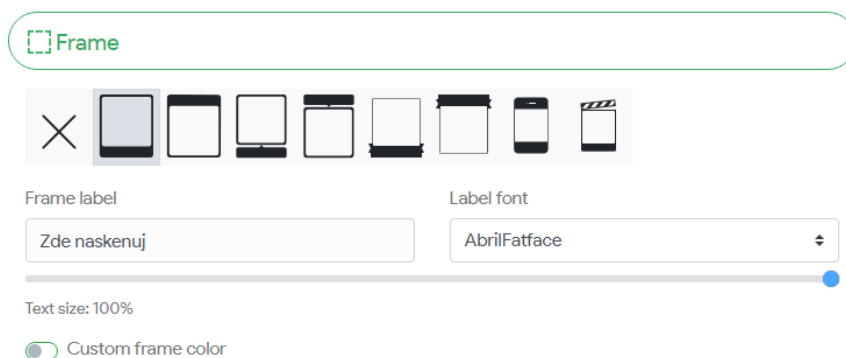 Frame
Frame label
Label font
Zde naskenuj
AbrilFatface
Text size: 100%
Custom frame color